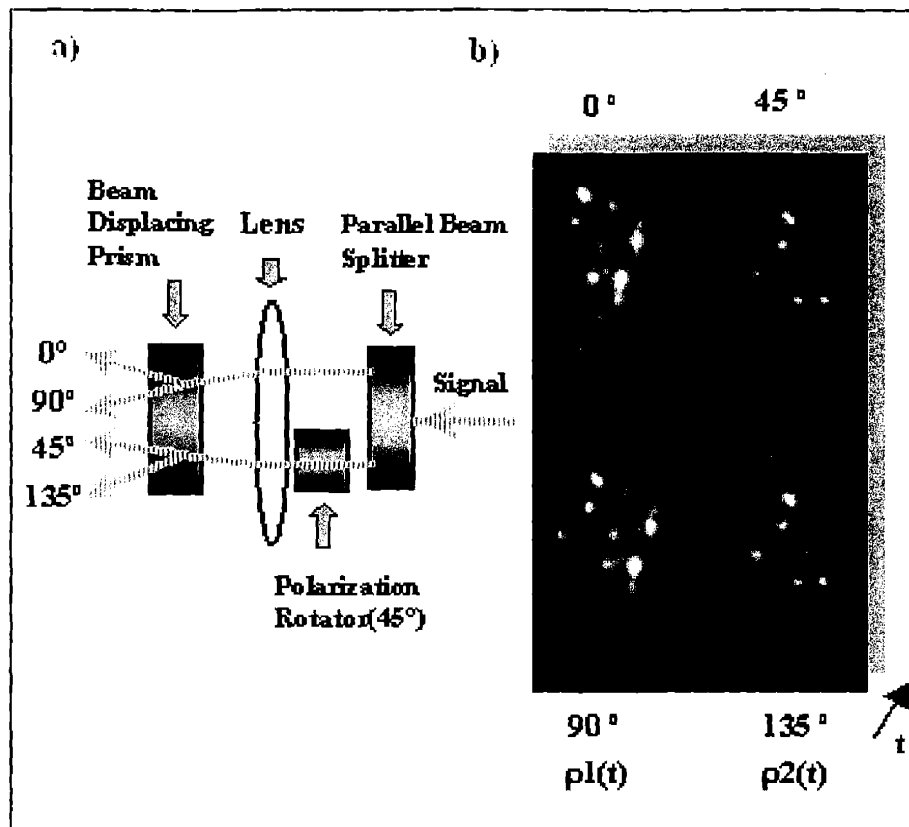 a)
b)
0°
45°
Beam
Displacing
Prism
Lens
Parallel Beam
Splitter
0°
90°
45°
135°
Signal
Polarization
Rotator(45°)
90°
135°
t
ρ1(t)
ρ2(t)